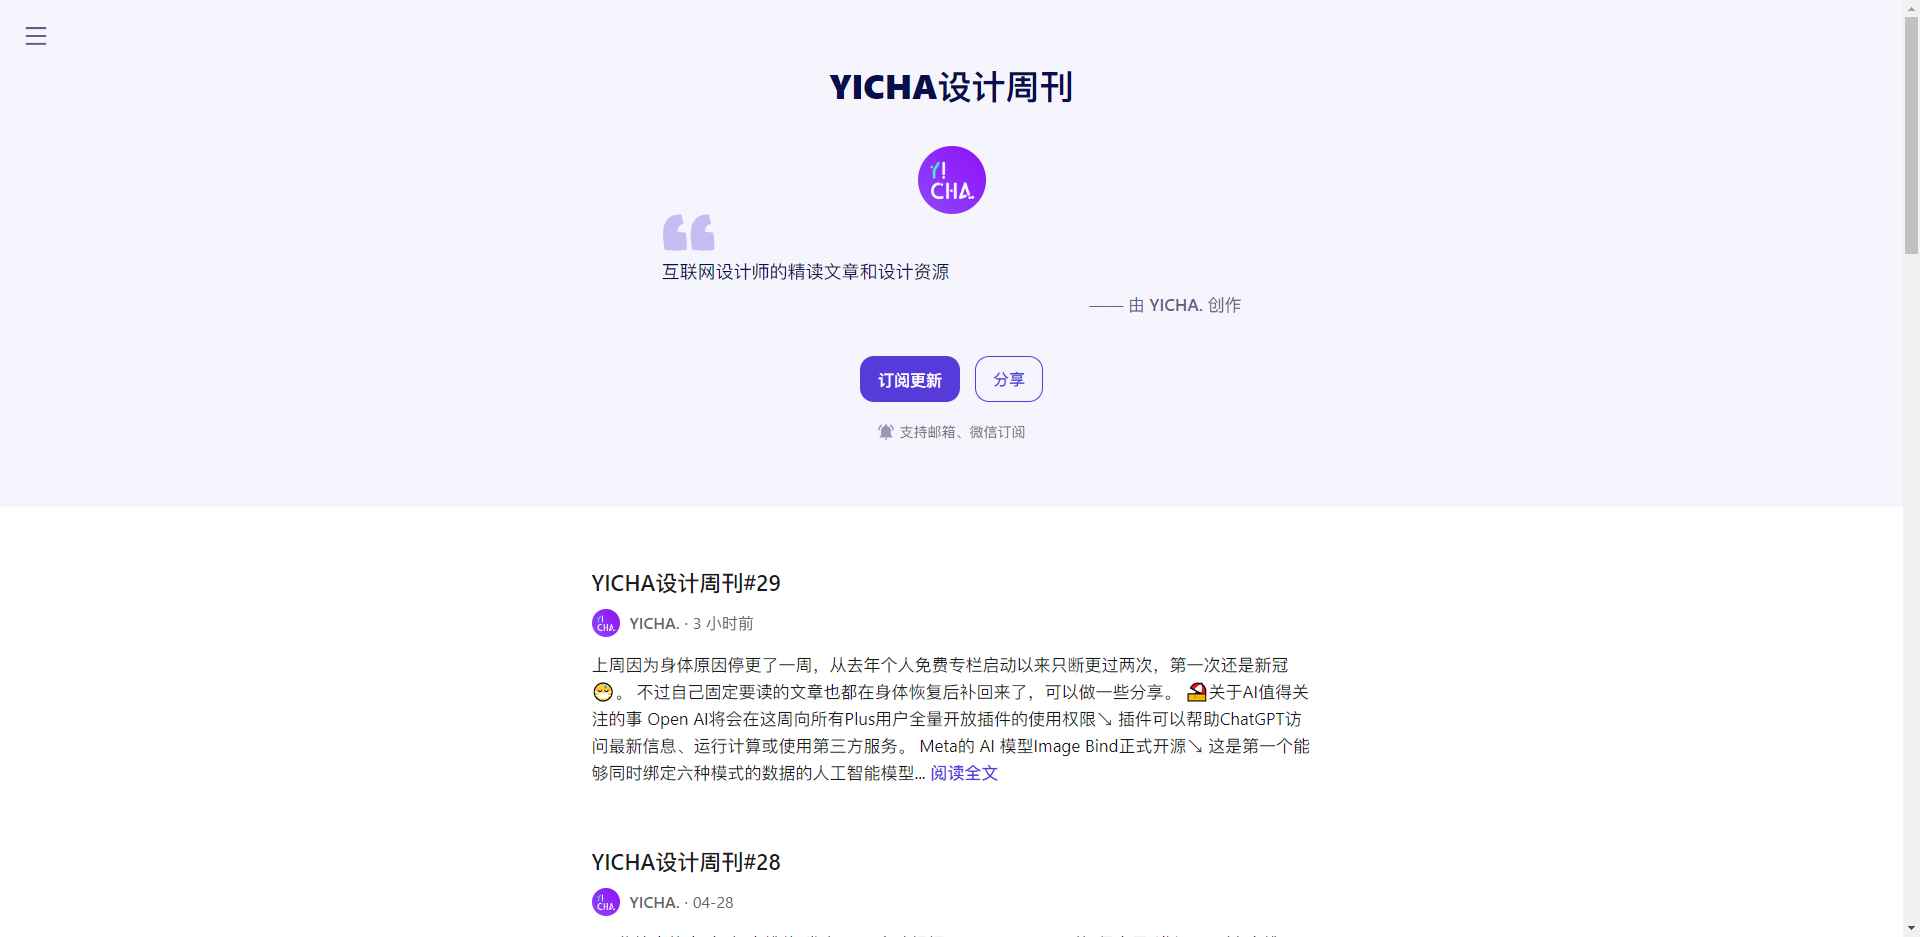 YICHA设计周刊
YI
CHA.
互联网设计师的精读文章和设计资源
—— 由 YICHA. 创作
订阅更新
分享
支持邮箱、微信订阅
YICHA设计周刊#29
YI
CHA.
YICHA. · 3 小时前
上周因为身体原因停更了一周，从去年个人免费专栏启动以来只断更过两次，第一次还是新冠
😷。 不过自己固定要读的文章也都在身体恢复后补回来了，可以做一些分享。 关于AI值得关
注的事 Open AI将会在这周向所有Plus用户全量开放插件的使用权限↘ 插件可以帮助ChatGPT访
问最新信息、运行计算或使用第三方服务。 Meta的 AI 模型Image Bind正式开源↘ 这是第一个能
够同时绑定六种模式的数据的人工智能模型... 阅读全文
YICHA设计周刊#28
YI
CHA.
YICHA. · 04-28